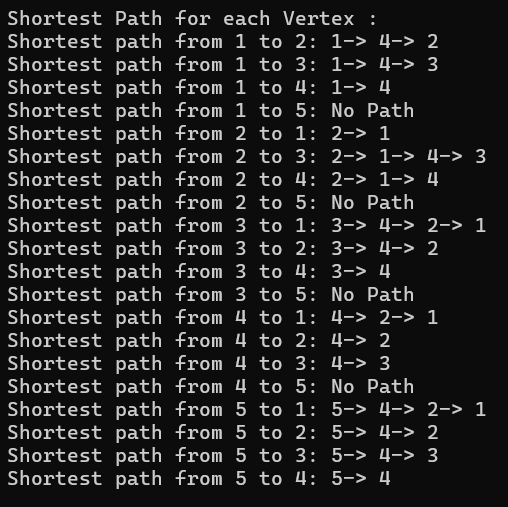 Shortest Path for each Vertex :
Shortest path from 1 to 2: 1-> 4-> 2
Shortest path from 1 to 3: 1-> 4-> 3
Shortest path from 1 to 4: 1-> 4
Shortest path from 1 to 5: No Path
Shortest path from 2 to 1: 2-> 1
Shortest path from 2 to 3: 2-> 1-> 4-> 3
Shortest path from 2 to 4: 2-> 1-> 4
Shortest path from 2 to 5: No Path
Shortest path from 3 to 1: 3-> 4-> 2-> 1
Shortest path from 3 to 2: 3-> 4-> 2
Shortest path from 3 to 4: 3-> 4
Shortest path from 3 to 5: No Path
Shortest path from 4 to 1: 4-> 2-> 1
Shortest path from 4 to 2: 4-> 2
Shortest path from 4 to 3: 4-> 3
Shortest path from 4 to 5: No Path
Shortest path from 5 to 1: 5-> 4-> 2-> 1
Shortest path from 5 to 2: 5-> 4-> 2
Shortest path from 5 to 3: 5-> 4-> 3
Shortest path from 5 to 4: 5-> 4